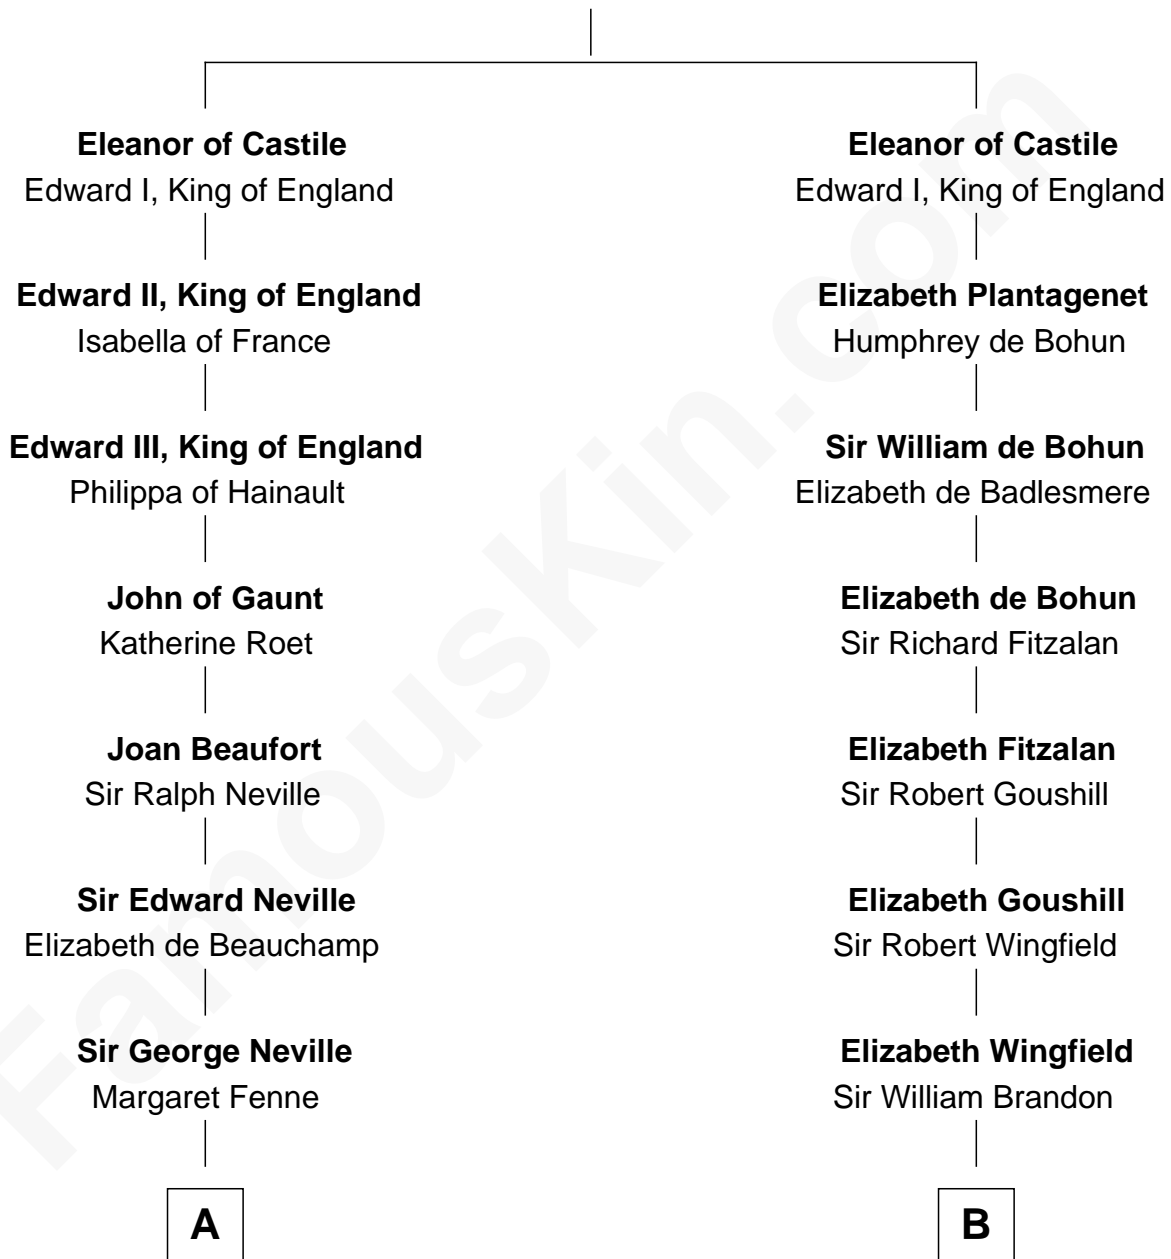 Eleanor of Castile
Edward I, King of England
Edward II, King of England
Isabella of France
Edward III, King of England
Philippa of Hainault
John of Gaunt
Katherine Roet
Joan Beaufort
Sir Ralph Neville
Sir Edward Neville
Elizabeth de Beauchamp
Sir George Neville
Margaret Fenne
A
Eleanor of Castile
Edward I, King of England
Elizabeth Plantagenet
Humphrey de Bohun
Sir William de Bohun
Elizabeth de Badlesmere
Elizabeth de Bohun
Sir Richard Fitzalan
Elizabeth Fitzalan
Sir Robert Goushill
Elizabeth Goushill
Sir Robert Wingfield
Elizabeth Wingfield
Sir William Brandon
B
FamousKin.com